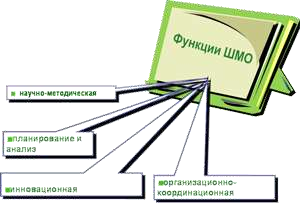 Функции ШМО
научно-методическая
планирование и
анализ
инновационная
организационно-
координационная